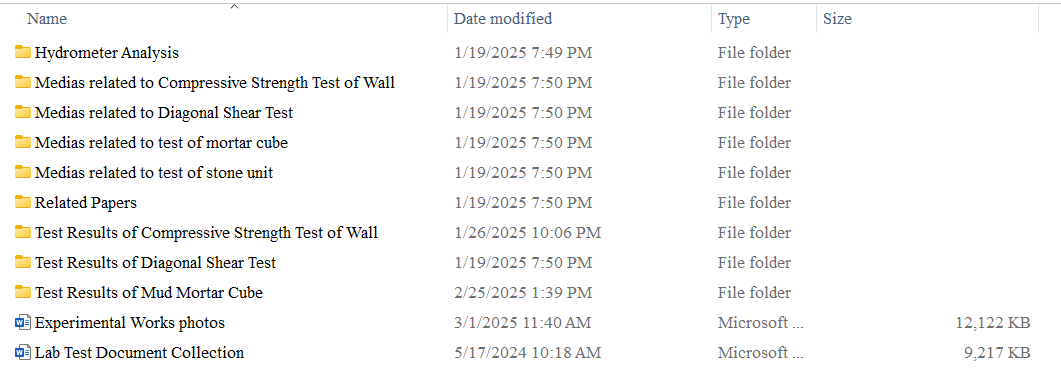 Name Date modified Type Size
Hydrometer Analysis 1/19/2025 7:49 PM File folder
Medias related to Compressive Strength Test of Wall 1/19/2025 7:50 PM File folder
Medias related to Diagonal Shear Test 1/19/2025 7:50 PM File folder
Medias related to test of mortar cube 1/19/2025 7:50 PM File folder
Medias related to test of stone unit 1/19/2025 7:50 PM File folder
Related Papers 1/19/2025 7:50 PM File folder
Test Results of Compressive Strength Test of Wall 1/26/2025 10:06 PM File folder
Test Results of Diagonal Shear Test 1/19/2025 7:50 PM File folder
Test Results of Mud Mortar Cube 2/25/2025 1:39 PM File folder
Experimental Works photos 3/1/2025 11:40 AM Microsoft ... 12,122 KB
Lab Test Document Collection 5/17/2024 10:18 AM Microsoft ... 9,217 KB